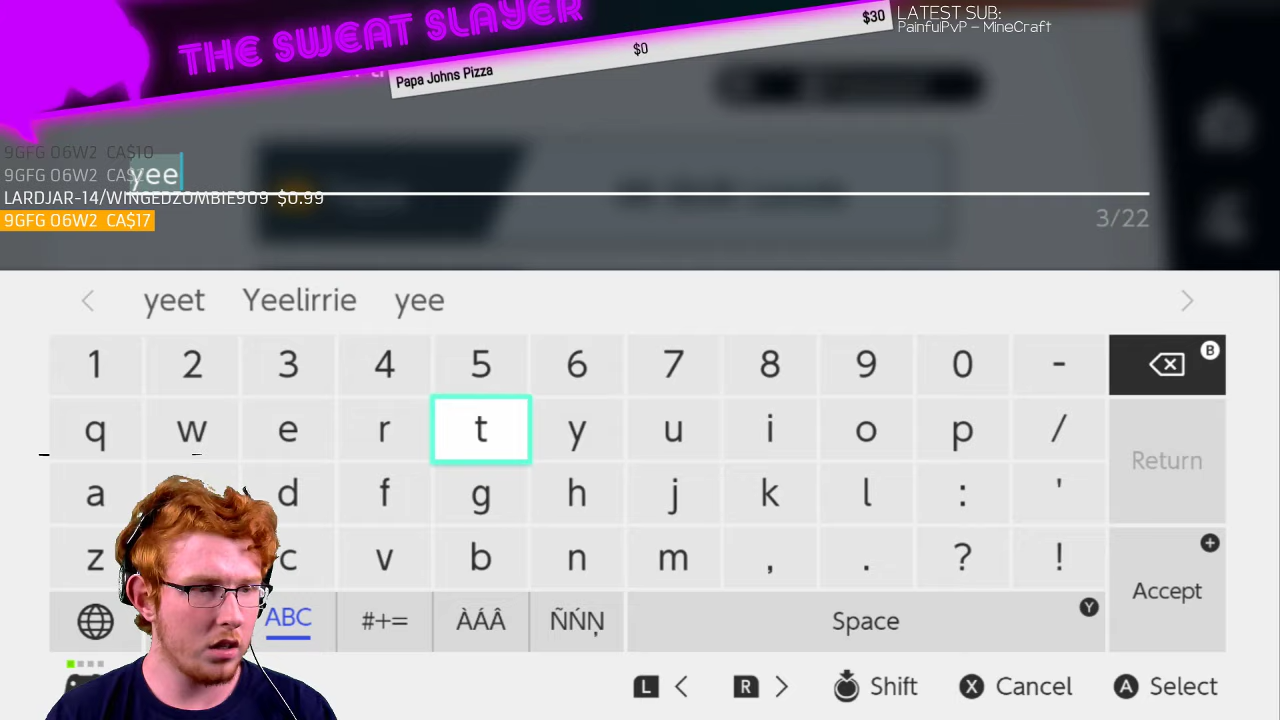 THE SWEAT SLAYER
$30
LATEST SUB:
PainfulPvP – MineCraft
$0
Papa Johns Pizza
9GFG 06W2 CA$10
9GFG 06W2 CA$
yee
LARDJAR-14/WINGEDZOMBIE909 $0.99
9GFG 06W2 CA$17
3/22
yeet Yeelirrie yee
1 2 3 4 5 6 7 8 9 0 - B
q w e r t y u i o p / Return
a d f g h j k l : '
z c v b n m , . ? ! + Accept
ABC #+= ÀÁÂ ÑŃŅ Space Y
L < R > Shift X Cancel A Select